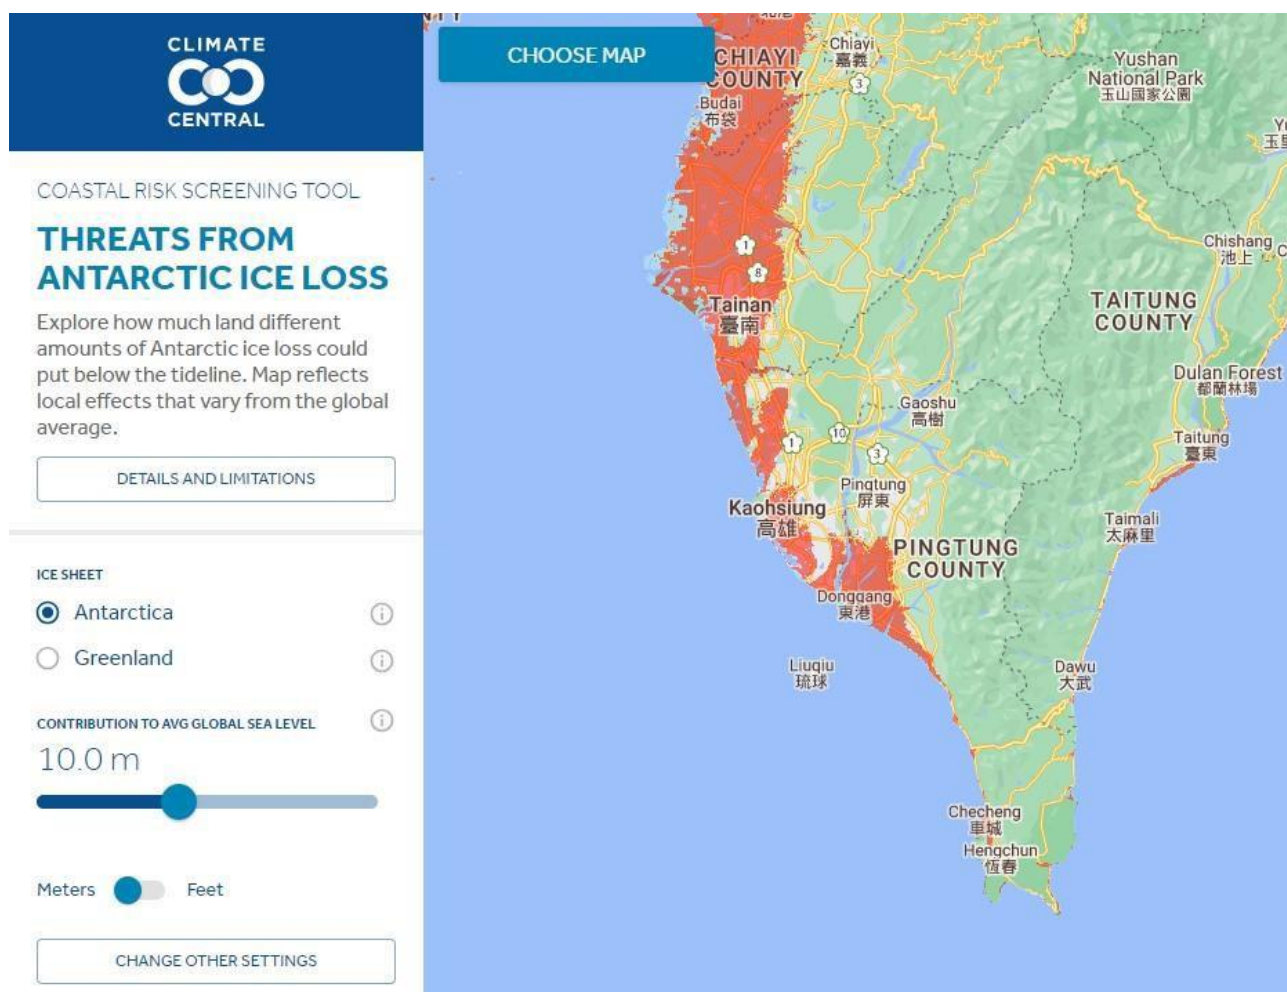 CLIMATE
CENTRAL
COASTAL RISK SCREENING TOOL
THREATS FROM
ANTARCTIC ICE LOSS
Explore how much land different
amounts of Antarctic ice loss could
put below the tideline. Map reflects
local effects that vary from the global
average.
DETAILS AND LIMITATIONS
ICE SHEET
Antarctica
Greenland
CONTRIBUTION TO AVG GLOBAL SEA LEVEL
10.0 m
Meters
Feet
CHANGE OTHER SETTINGS
CHOOSE MAP
CHIAYI
COUNTY
Chiayi
嘉義
3
Budai
布袋
Yushan
National Park
玉山國家公園
Chishang
池上
1
8
Tainan
臺南
TAITUNG
COUNTY
Dulan Forest
都蘭林場
Gaoshu
高樹
10
1
3
Taitung
臺東
Pingtung
屏東
Kaohsiung
高雄
Taimali
太麻里
PINGTUNG
COUNTY
Donggang
東港
Liuqiu
琉球
Dawu
大武
Checheng
車城
Hengchun
恆春